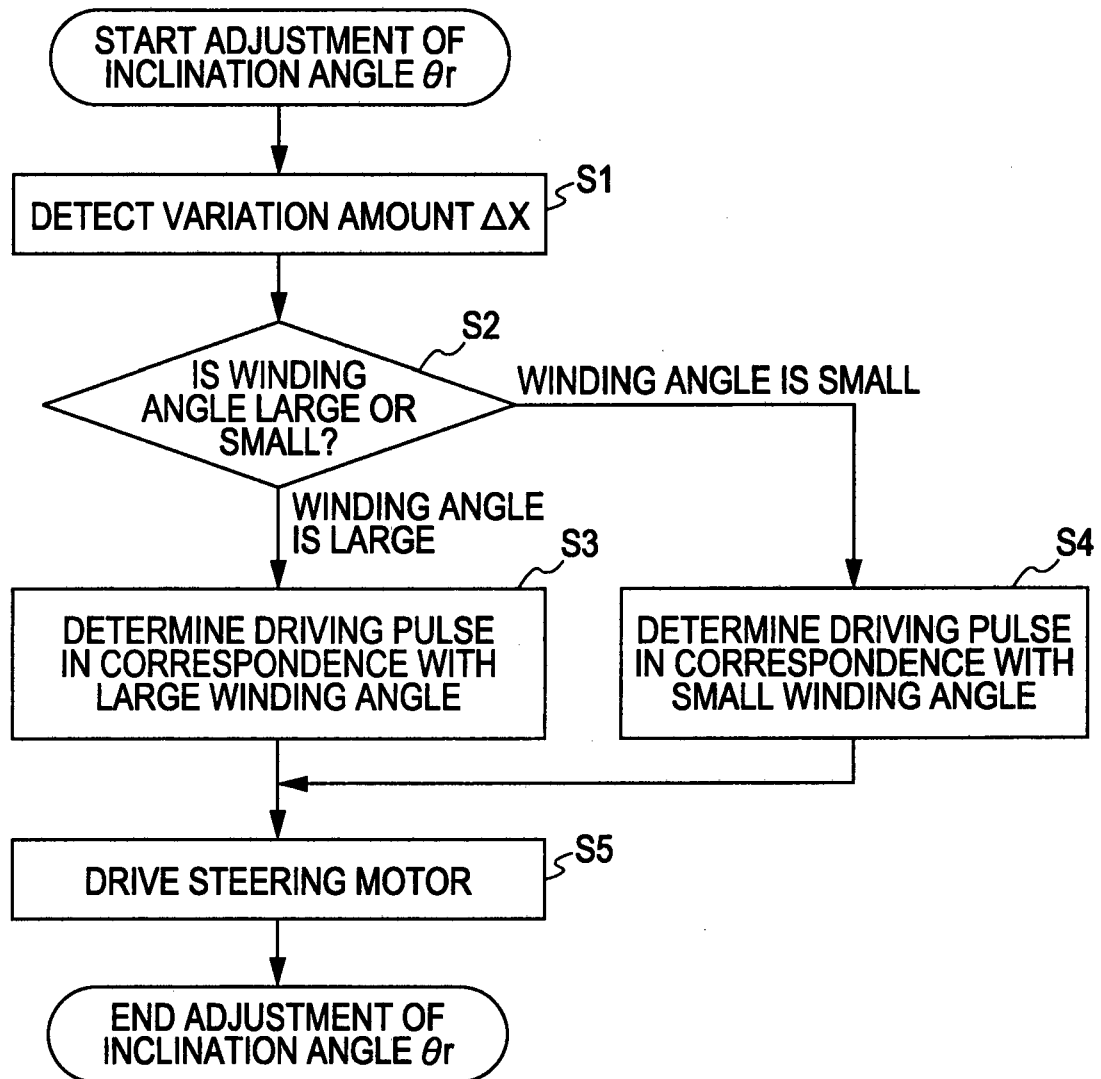 START ADJUSTMENT OF
INCLINATION ANGLE θr
S1
DETECT VARIATION AMOUNT ΔX
S2
IS WINDING
ANGLE LARGE OR
SMALL?
WINDING ANGLE IS SMALL
WINDING ANGLE
IS LARGE
S3
DETERMINE DRIVING PULSE
IN CORRESPONDENCE WITH
LARGE WINDING ANGLE
S4
DETERMINE DRIVING PULSE
IN CORRESPONDENCE WITH
SMALL WINDING ANGLE
S5
DRIVE STEERING MOTOR
END ADJUSTMENT OF
INCLINATION ANGLE θr